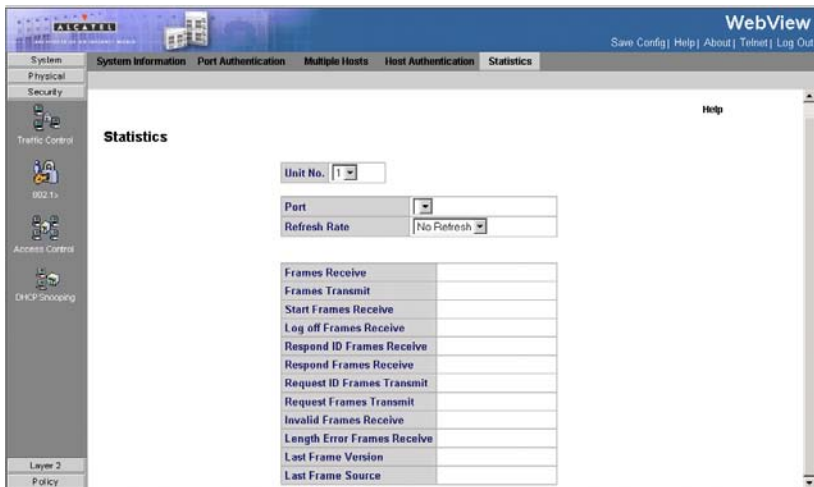 ALCATEL
WebView
Save Config| Help| About| Telnet| Log Out
System
Physical
Security
System Information Port Authentication Multiple Hosts Host Authentication Statistics
Help
Traffic Control
802.1x
Access Control
DHCP Snooping
Statistics
Unit No. 1
Port
Refresh Rate No Refresh
Frames Receive
Frames Transmit
Start Frames Receive
Log off Frames Receive
Respond ID Frames Receive
Respond Frames Receive
Request ID Frames Transmit
Request Frames Transmit
Invalid Frames Receive
Length Error Frames Receive
Last Frame Version
Last Frame Source
Layer 2
Policy